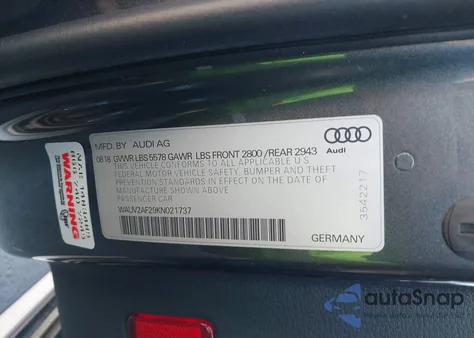 MFD. BY AUDI AG
08 18 GVWR LBS 5578 GAWR LBS FRONT 2800 / REAR 2943
THIS VEHICLE CONFORMS TO ALL APPLICABLE U.S.
FEDERAL MOTOR VEHICLE SAFETY, BUMPER AND THEFT
PREVENTION STANDARDS IN EFFECT ON THE DATE OF
MANUFACTURE SHOWN ABOVE.
PASSENGER CAR
WAUV2AF29KN021737
Audi
3542217
GERMANY
WARNING
autoSnap